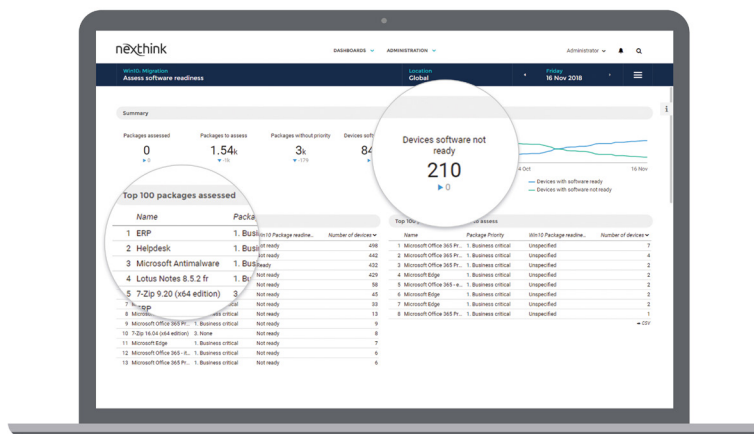 nexthink
DASHBOARDS
ADMINISTRATION
Administrator
Win10. Migration
Assess software readiness
Location
Global
Friday
16 Nov 2018
Summary
Packages assessed
0
0
Packages to assess
1.54k
-1k
Packages without priority
3k
-179
Devices soft
84
Devices software not
ready
210
0
Oct
16 Nov
Devices with software ready
Devices with software not ready
Top 100 packages assessed
Name
1 ERP 1. Busi
2 Helpdesk 1. Busi
3 Microsoft Antimalware 1. Bus
4 Lotus Notes 8.5.2 fr 1. Bu
5 7-Zip 9.20 (x64 edition) 3
ERP
Win10 Package readine... Number of devices
Not ready 498
Not ready 442
Ready 432
Not ready 429
Not ready 58
Not ready 45
7 critical Not ready 33
8 critical Not ready 13
9 Microsoft Office 365 Pr... 1. Business critical Not ready 9
10 7-Zip 16.04 (x64 edition) 3. None Not ready 8
11 Microsoft Edge 1. Business critical Not ready 7
12 Microsoft Office 365 - it... 1. Business critical Not ready 6
13 Microsoft Office 365 Pr... 1. Business critical Not ready 6
Top 100 to assess
Name Package Priority Win10 Package readine... Number of devices
1 Microsoft Office 365 Pr... 1. Business critical Unspecified 7
2 Microsoft Office 365 Pr... 1. Business critical Unspecified 4
3 Microsoft Office 365 Pr... 1. Business critical Unspecified 2
4 Microsoft Edge 1. Business critical Unspecified 2
5 Microsoft Office 365 - e... 1. Business critical Unspecified 2
6 Microsoft Edge 1. Business critical Unspecified 2
7 Microsoft Edge 1. Business critical Unspecified 2
8 Microsoft Office 365 Pr... 1. Business critical Unspecified 1
CSV